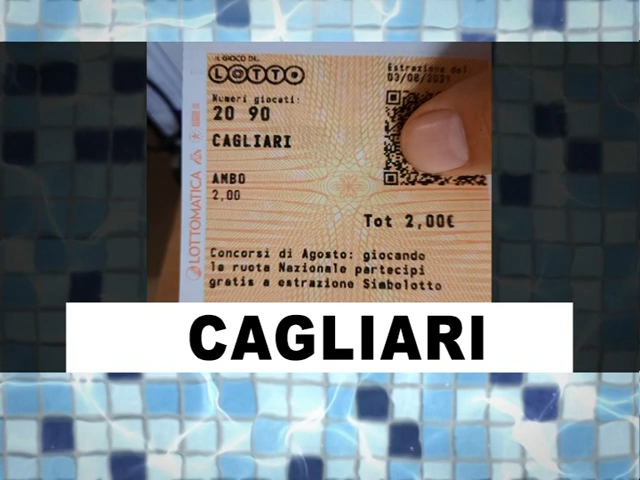 IL GIOCO DEL
LOTTO
Estrazione del
03/08/2021
Numeri giocati:
20 90
CAGLIARI
AMBO
2,00
Tot 2,00€
Concorsi di Agosto: giocando
la ruota Nazionale partecipi
gratis a estrazione Simbolotto
LOTTOMATICA
CAGLIARI